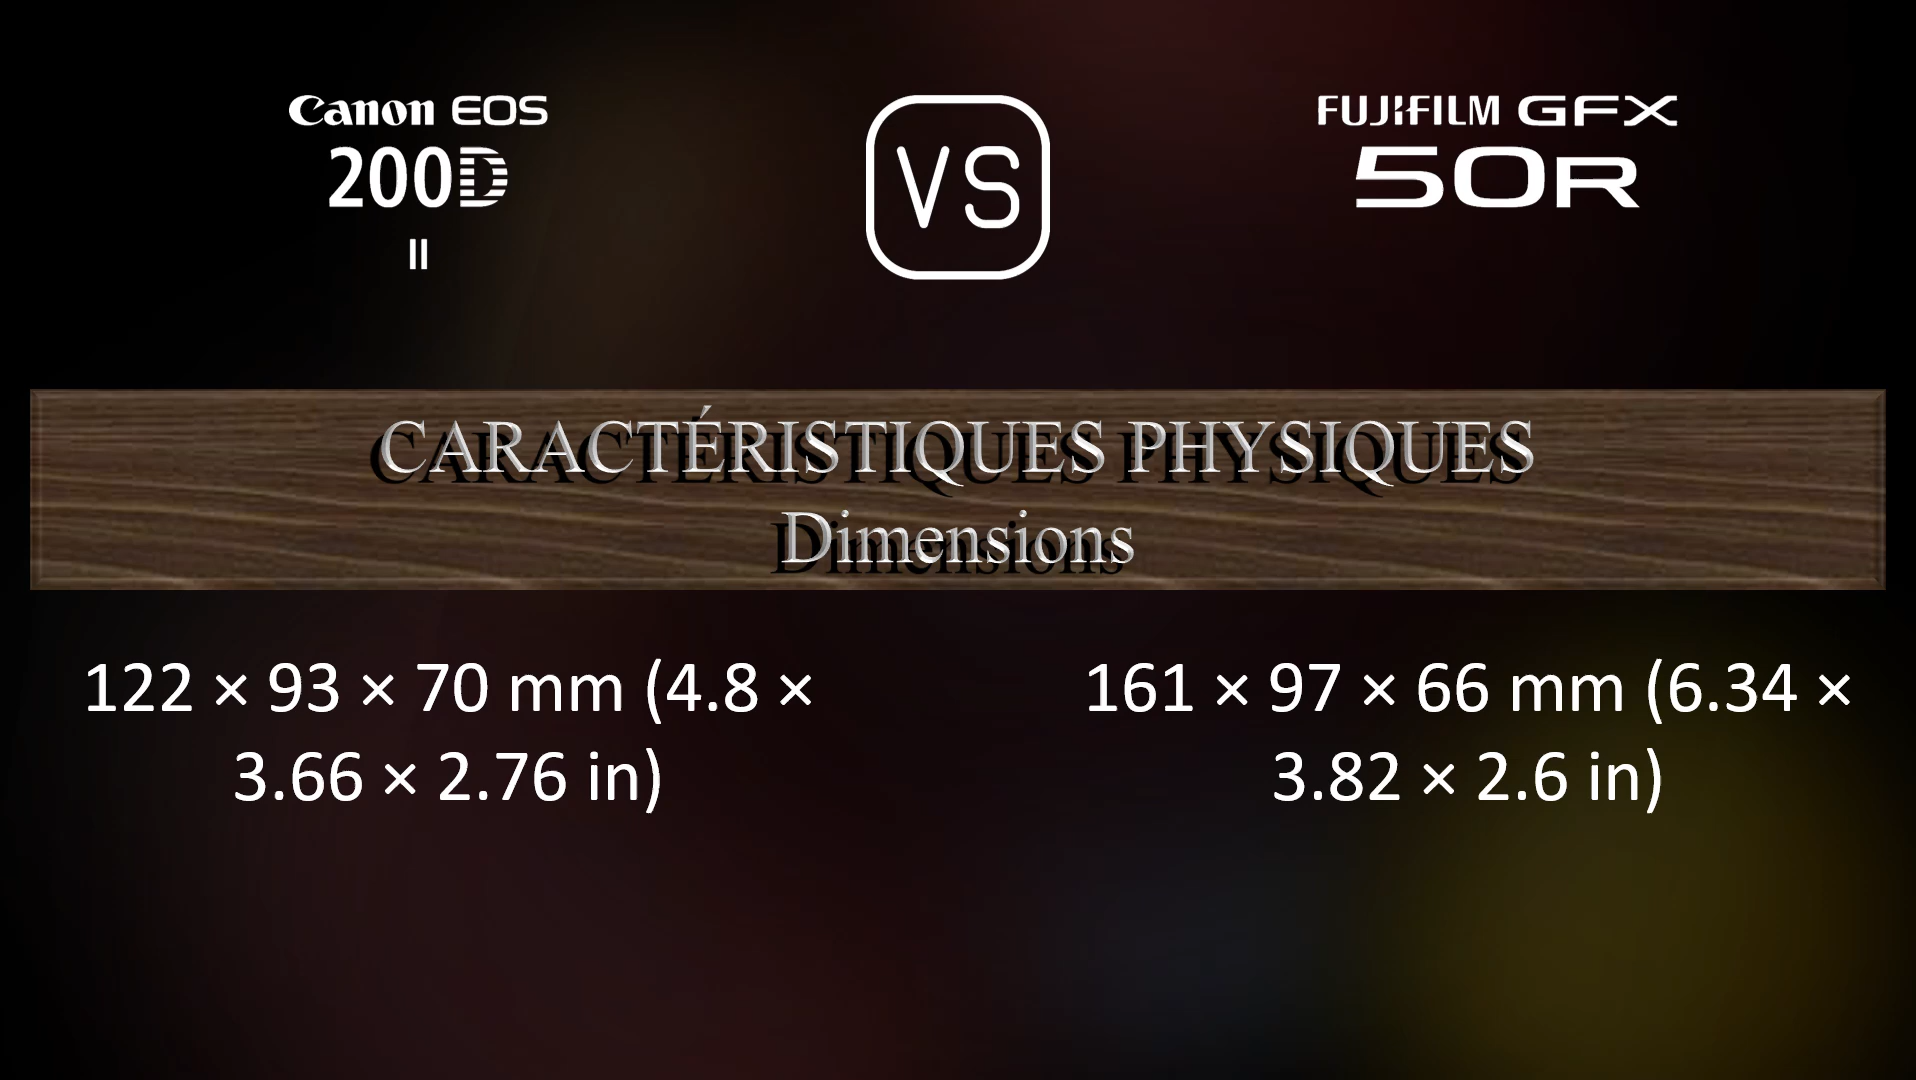 Canon EOS
200D
II
VS
FUJIFILM GFX
50R
CARACTÉRISTIQUES PHYSIQUES
Dimensions
122 × 93 × 70 mm (4.8 ×
3.66 × 2.76 in)
161 × 97 × 66 mm (6.34 ×
3.82 × 2.6 in)